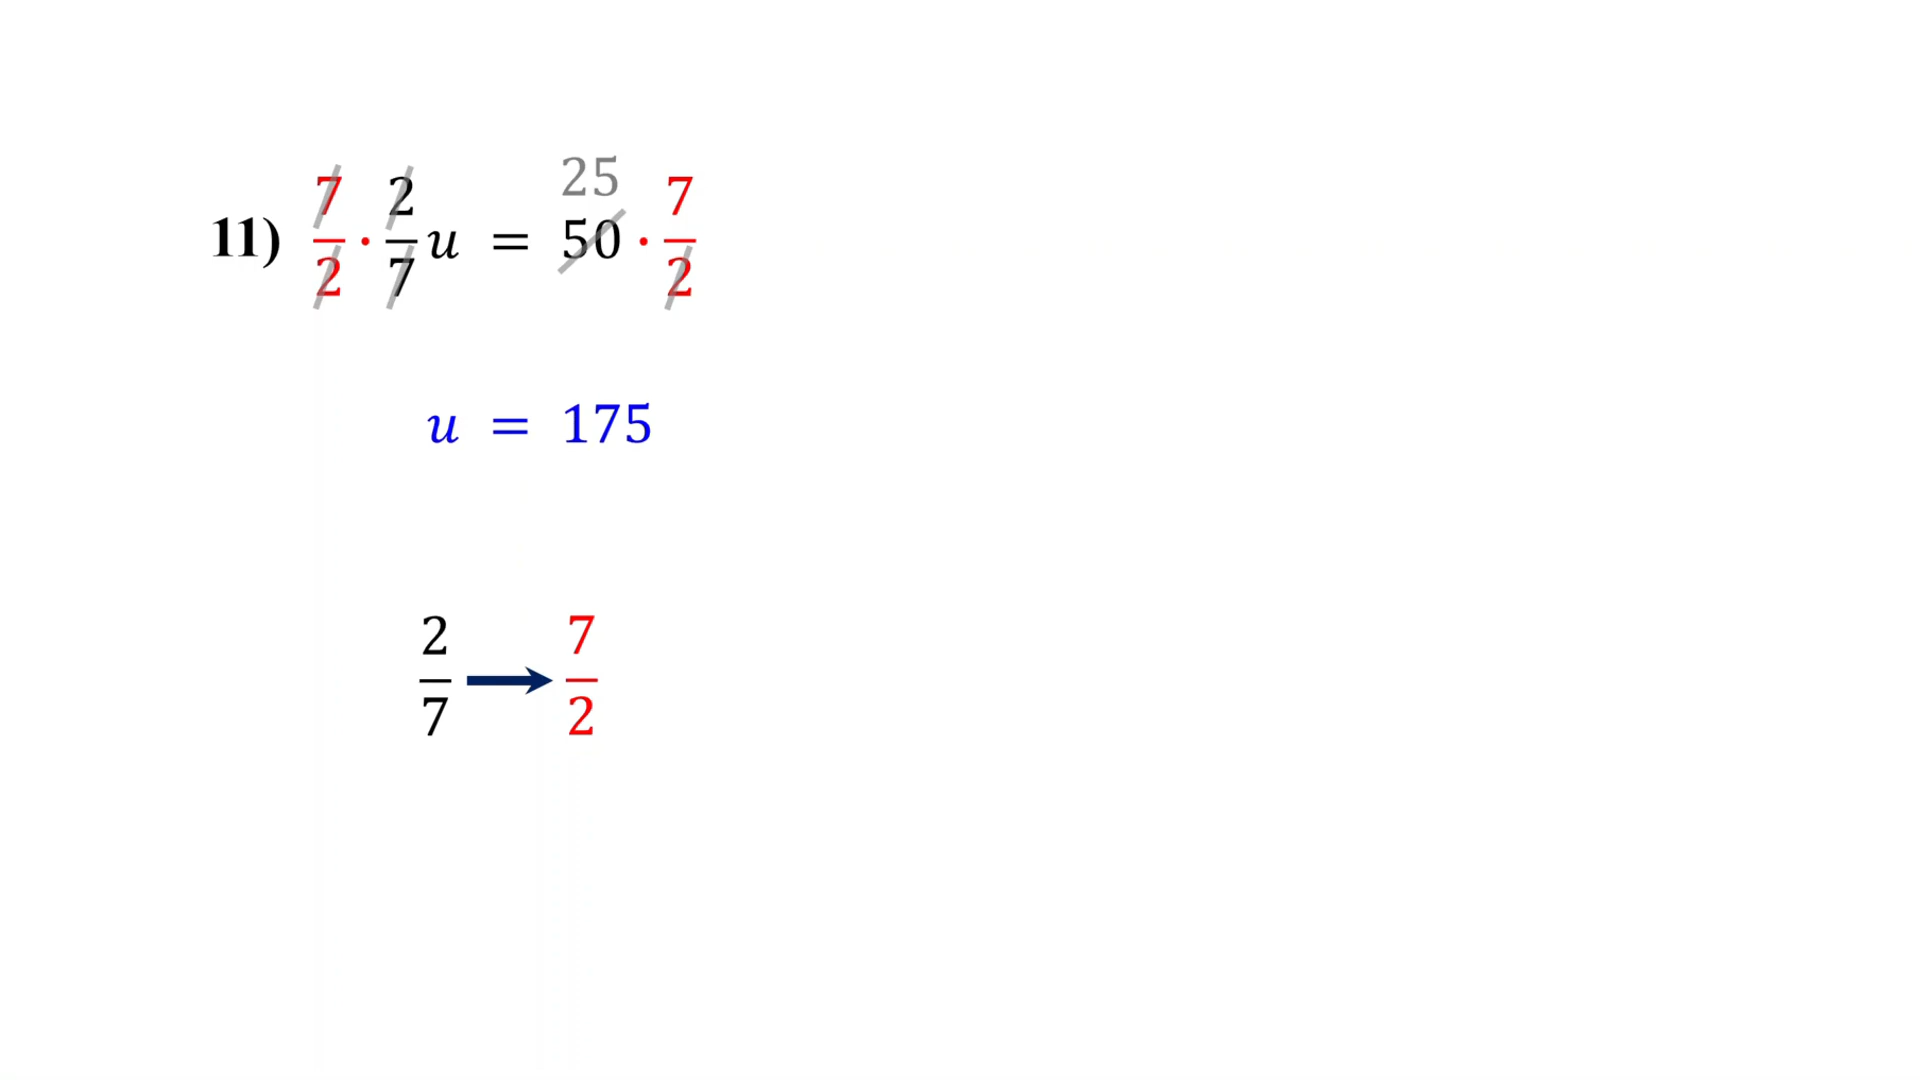 11) 7/2 · 2/7 u = 50 · 7/2
25
u = 175
2/7 → 7/2